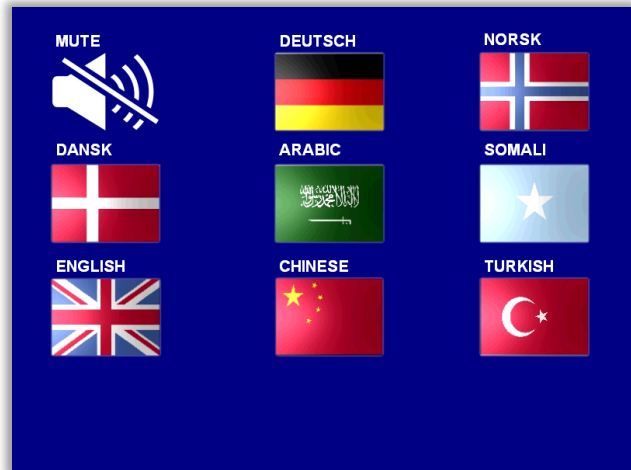 MUTE
DEUTSCH
NORSK
DANSK
ARABIC
SOMALI
ENGLISH
CHINESE
TURKISH